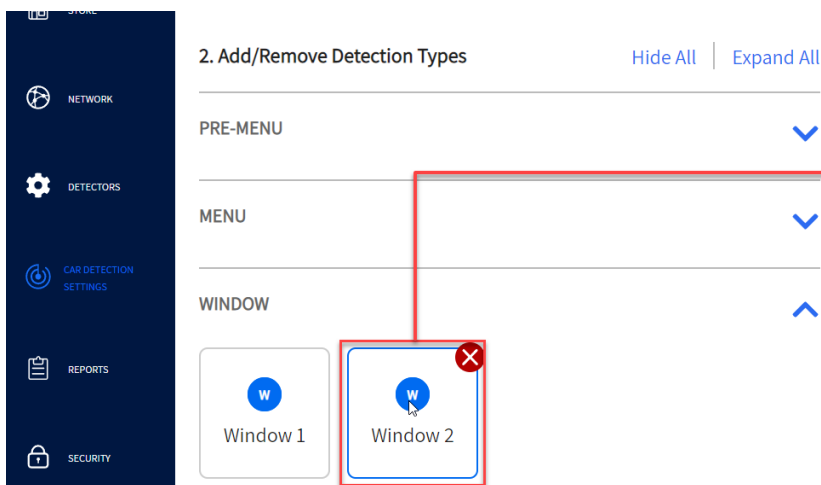 STORE
NETWORK
DETECTORS
CAR DETECTION
SETTINGS
REPORTS
SECURITY
2. Add/Remove Detection Types
Hide All
Expand All
PRE-MENU
MENU
WINDOW
W
Window 1
W
Window 2